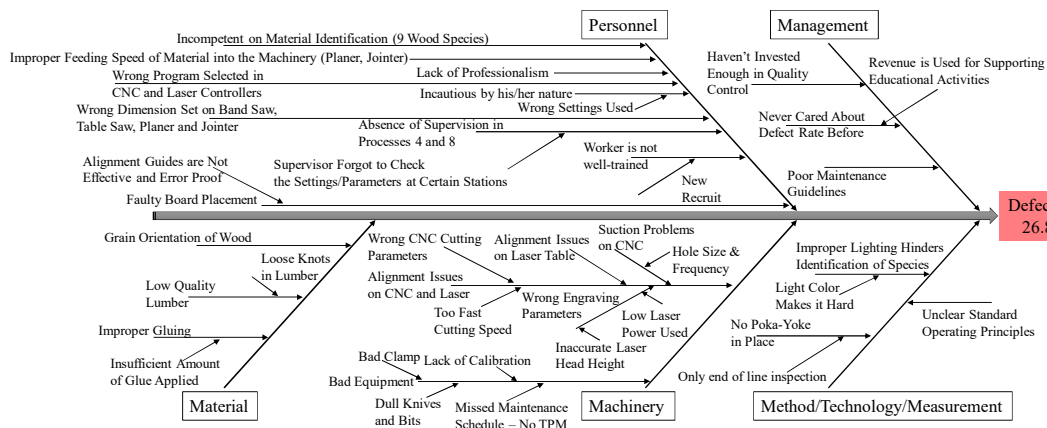 Personnel
Management
Incompetent on Material Identification (9 Wood Species)
Improper Feeding Speed of Material into the Machinery (Planer, Jointer)
Lack of Professionalism
Wrong Program Selected in
CNC and Laser Controllers
Incautious by his/her nature
Wrong Settings Used
Wrong Dimension Set on Band Saw,
Table Saw, Planer and Jointer
Absence of Supervision in
Processes 4 and 8
Supervisor Forgot to Check
the Settings/Parameters at Certain Stations
Worker is not
well-trained
New
Recruit
Alignment Guides are Not
Effective and Error Proof
Faulty Board Placement
Haven't Invested
Enough in Quality
Control
Revenue is Used for Supporting
Educational Activities
Never Cared About
Defect Rate Before
Poor Maintenance
Guidelines
Defec
26.8
Grain Orientation of Wood
Loose Knots
in Lumber
Low Quality
Lumber
Improper Gluing
Insufficient Amount
of Glue Applied
Material
Wrong CNC Cutting
Parameters
Alignment Issues
on Laser Table
Suction Problems
on CNC
Hole Size &
Frequency
Alignment Issues
on CNC and Laser
Too Fast
Cutting Speed
Wrong Engraving
Parameters
Low Laser
Power Used
Inaccurate Laser
Head Height
Bad Clamp
Lack of Calibration
Bad Equipment
Dull Knives
and Bits
Missed Maintenance
Schedule – No TPM
Machinery
Improper Lighting Hinders
Identification of Species
Light Color
Makes it Hard
Unclear Standard
Operating Principles
No Poka-Yoke
in Place
Only end of line inspection
Method/Technology/Measurement